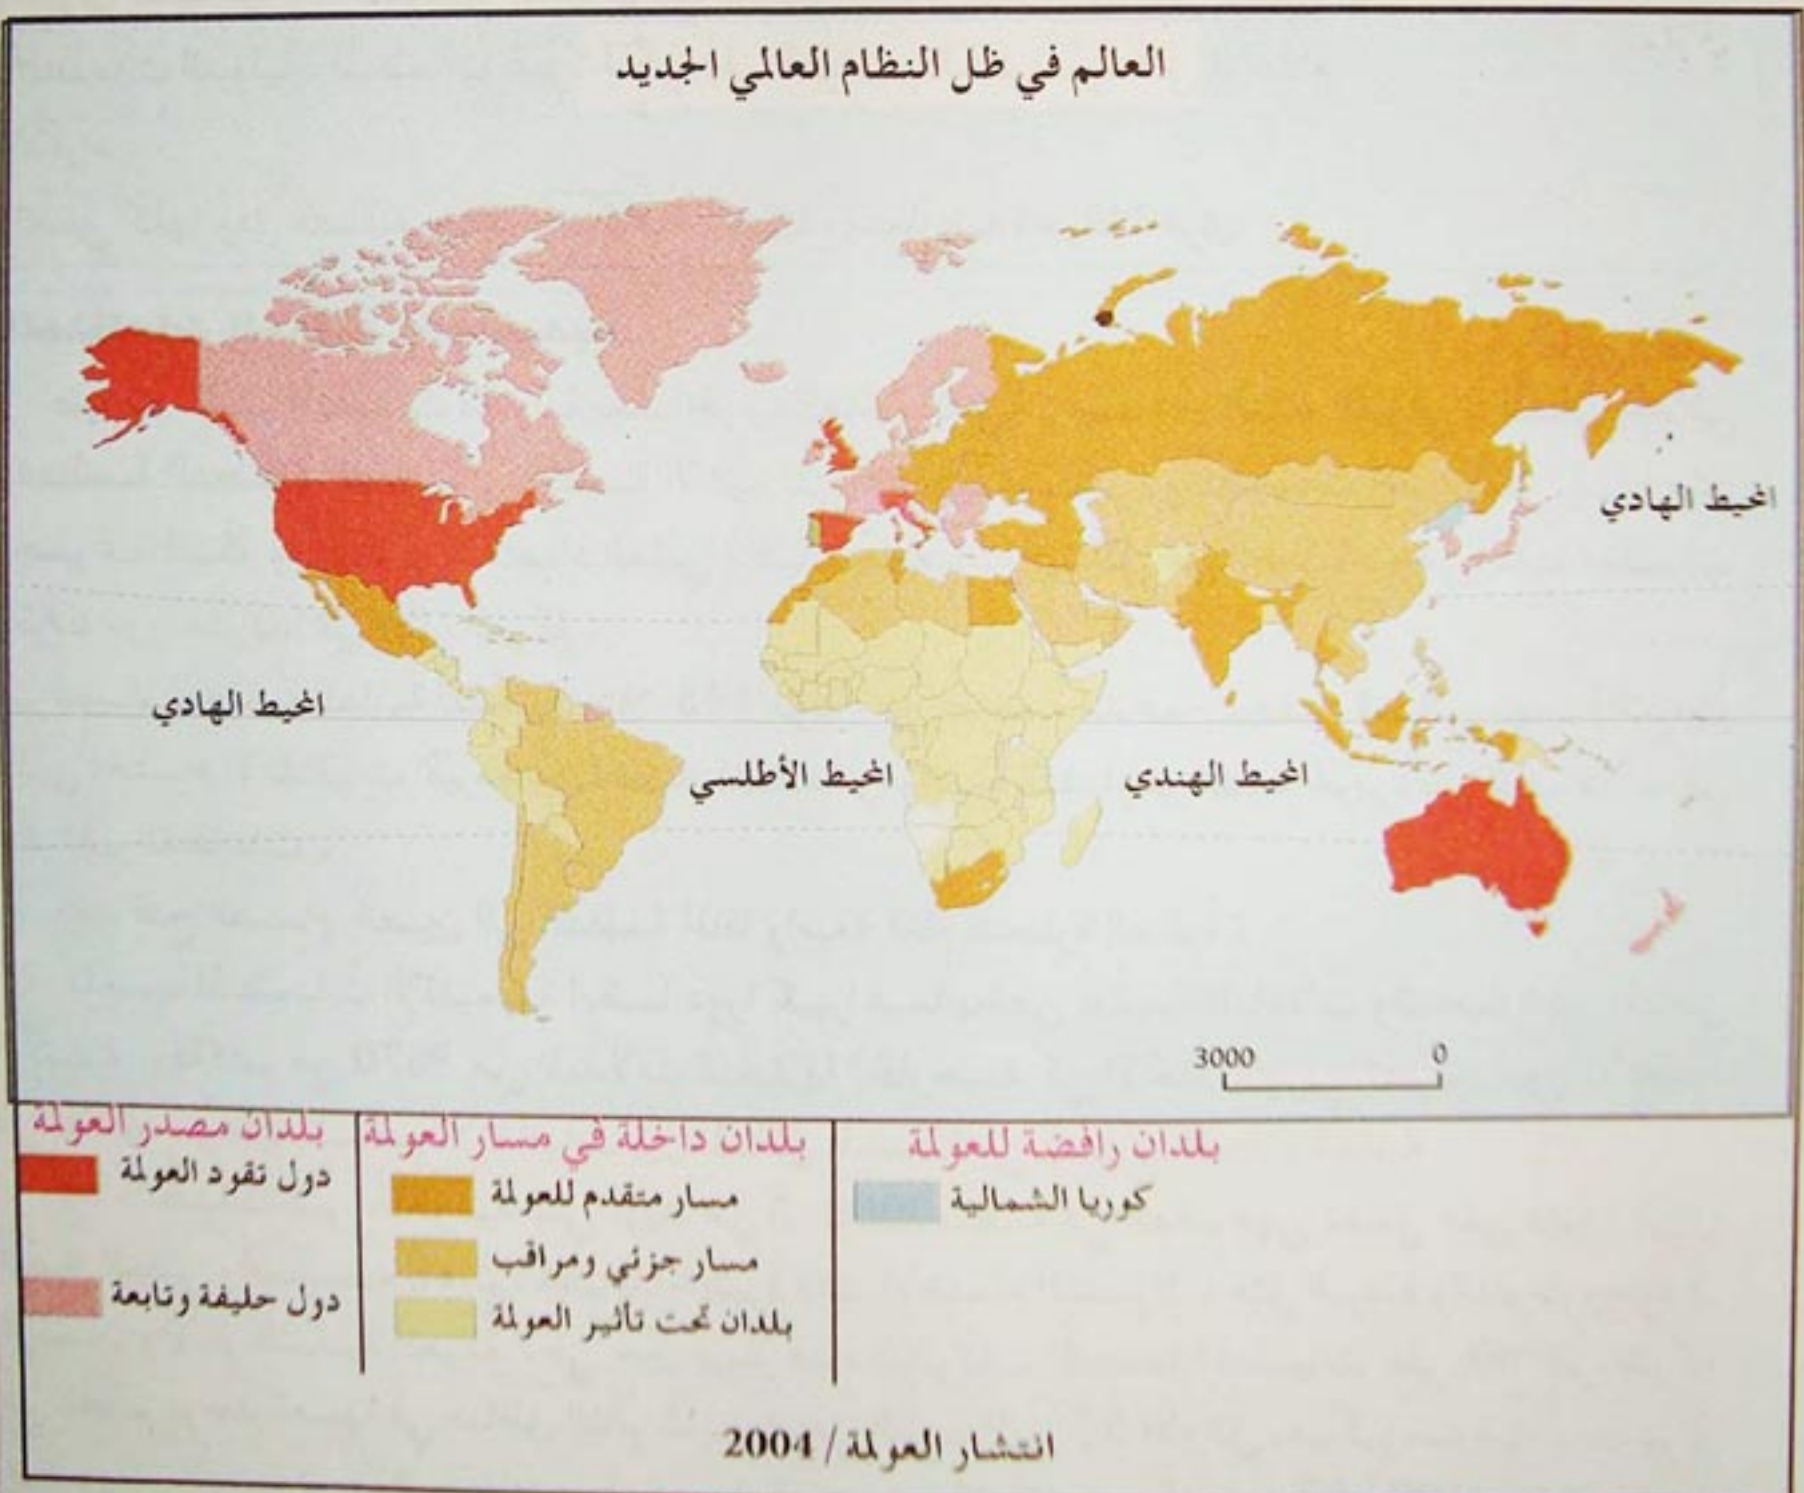 العالم في ظل النظام العالمي الجديد
المحيط الهادي
المحيط الهادي
المحيط الهندي
المحيط الأطلسي
3000 0
بلدان رافضة للعولمة
كوريا الشمالية
بلدان داخلة في مسار العولمة
مسار متقدم للعولمة
مسار جزئي ومراقب
بلدان تحت تأثير العولمة
بلدان مصدر العولمة
دول تقود العولمة
دول حليفة وتابعة
انتشار العولمة / 2004